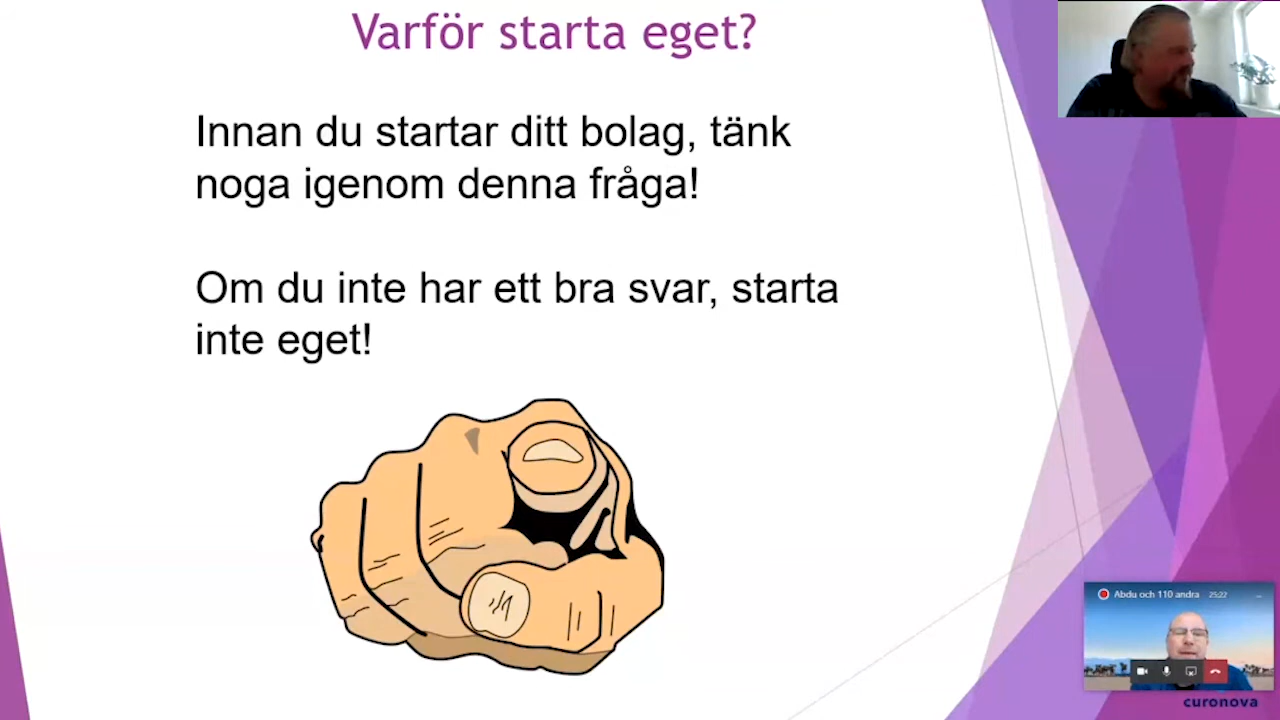 Varför starta eget?
Innan du startar ditt bolag, tänk
noga igenom denna fråga!
Om du inte har ett bra svar, starta
inte eget!
Abdu och 110 andra 25:22
curonova